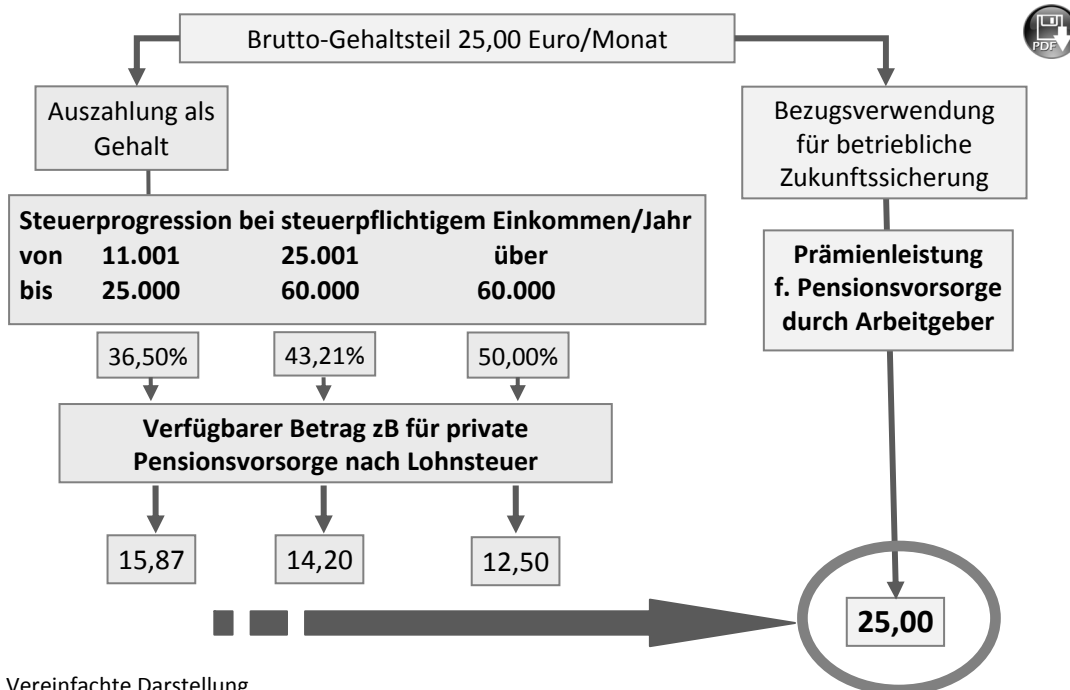 Brutto-Gehaltsteil 25,00 Euro/Monat
PDF
Auszahlung als
Gehalt
Bezugsverwendung
für betriebliche
Zukunftssicherung
Steuerprogression bei steuerpflichtigem Einkommen/Jahr
von 11.001 25.001 über
bis 25.000 60.000 60.000
Prämienleistung
f. Pensionsvorsorge
durch Arbeitgeber
36,50% 43,21% 50,00%
Verfügbarer Betrag zB für private
Pensionsvorsorge nach Lohnsteuer
15,87 14,20 12,50
25,00
Vereinfachte Darstellung